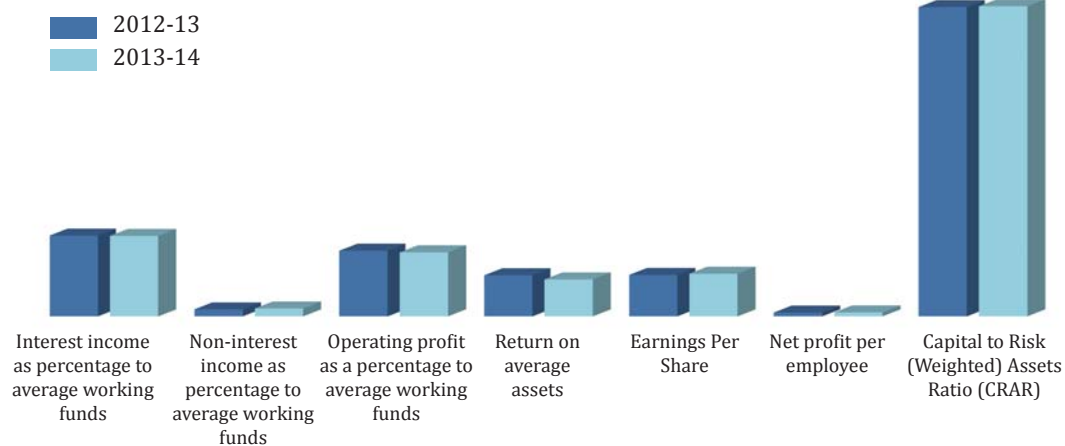 2012-13
2013-14
Interest income
as percentage to
average working
funds
Non-interest
income as
percentage to
average working
funds
Operating profit
as a percentage to
average working
funds
Return on
average
assets
Earnings Per
Share
Net profit per
employee
Capital to Risk
(Weighted) Assets
Ratio (CRAR)